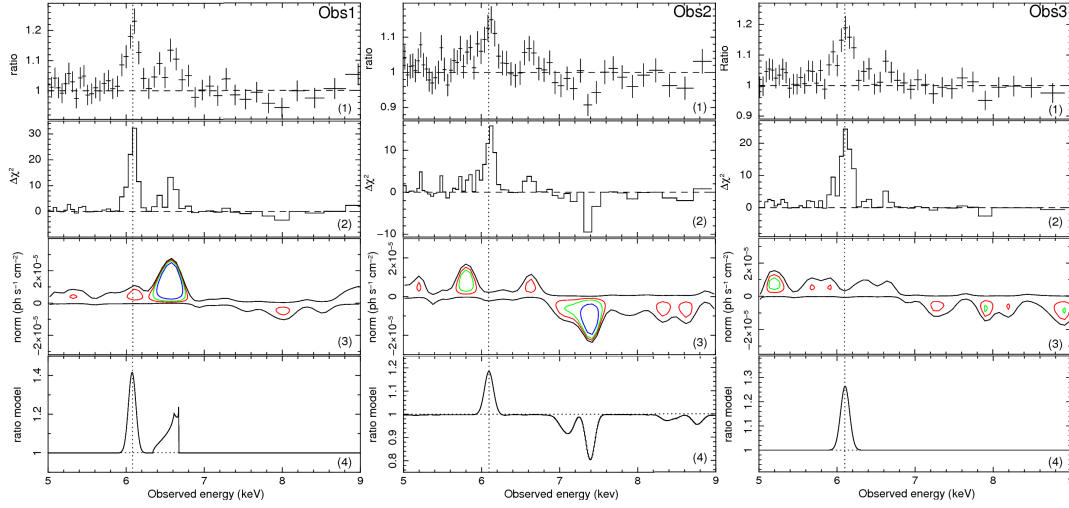 Obs1
ratio
1.2
1.1
1
(1)
Δχ²
30
20
10
0
(2)
norm (ph s⁻¹ cm⁻²)
2×10⁻⁵
0
−2×10⁻⁵
(3)
ratio model
1.4
1.2
1
(4)
5 6 7 8 9
Observed energy (keV)
Obs2
ratio
1.1
1
0.9
(1)
Δχ²
10
0
−10
(2)
norm (ph s⁻¹ cm⁻²)
2×10⁻⁵
0
−2×10⁻⁵
(3)
ratio model
1.2
1.1
1
0.9
0.8
(4)
5 6 7 8 9
Observed energy (kev)
Obs3
Ratio
1.2
1.1
1
0.9
(1)
Δχ²
20
10
0
(2)
norm (ph s⁻¹ cm⁻²)
2×10⁻⁵
0
−2×10⁻⁵
(3)
ratio model
1.3
1.2
1.1
1
(4)
5 6 7 8 9
Observed energy (keV)